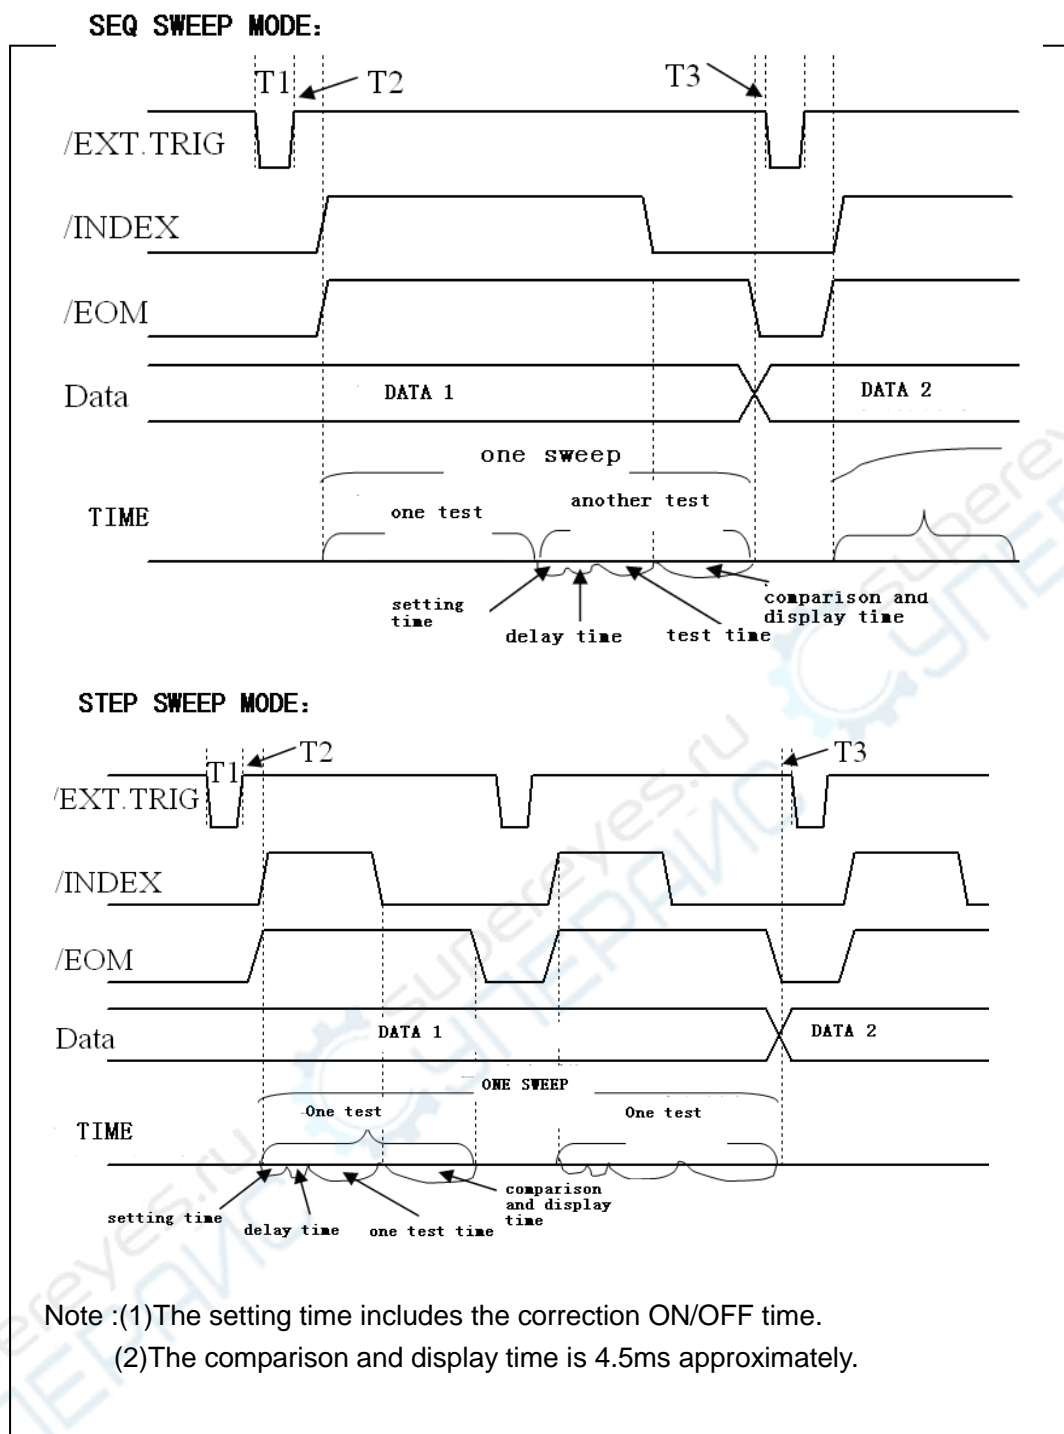 SEQ SWEEP MODE:
T1
T2
T3
/EXT.TRIG
/INDEX
/EOM
Data
DATA 1
DATA 2
one sweep
another test
one test
TIME
setting
time
delay time
test time
comparison and
display time
STEP SWEEP MODE:
T1
T2
T3
/EXT.TRIG
/INDEX
/EOM
Data
DATA 1
DATA 2
ONE SWEEP
One test
One test
TIME
setting time
delay time
one test time
comparison
and display
time
Note :(1)The setting time includes the correction ON/OFF time.
(2)The comparison and display time is 4.5ms approximately.
supereyes.ru
СУПЕРАЙС